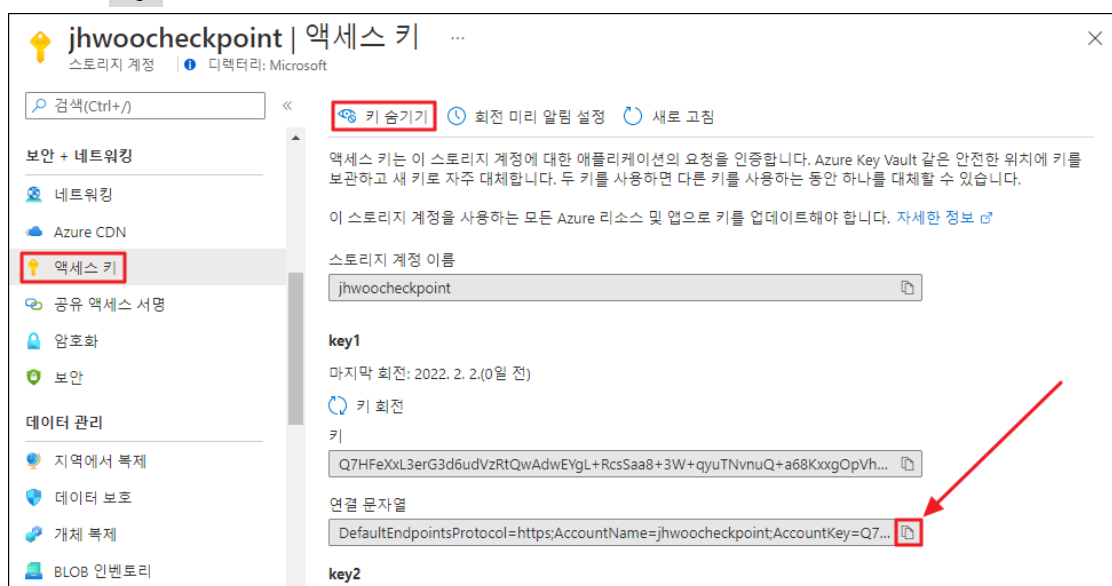 jhwoocheckpoint | 액세스 키 ...
스토리지 계정 | 디렉터리: Microsoft
검색(Ctrl+/)
«
보안 + 네트워킹
네트워킹
Azure CDN
액세스 키
공유 액세스 서명
암호화
보안
데이터 관리
지역에서 복제
데이터 보호
개체 복제
BLOB 인벤토리
키 숨기기 회전 미리 알림 설정 새로 고침
액세스 키는 이 스토리지 계정에 대한 애플리케이션의 요청을 인증합니다. Azure Key Vault 같은 안전한 위치에 키를
보관하고 새 키로 자주 대체합니다. 두 키를 사용하면 다른 키를 사용하는 동안 하나를 대체할 수 있습니다.
이 스토리지 계정을 사용하는 모든 Azure 리소스 및 앱으로 키를 업데이트해야 합니다. 자세한 정보
스토리지 계정 이름
jhwoocheckpoint
key1
마지막 회전: 2022. 2. 2.(0일 전)
키 회전
키
Q7HFeXxL3erG3d6udVzRtQwAdwEYgL+RcsSaa8+3W+qyuTNvnuQ+a68KxxgOpVh...
연결 문자열
DefaultEndpointsProtocol=https;AccountName=jhwoocheckpoint;AccountKey=Q7...
key2